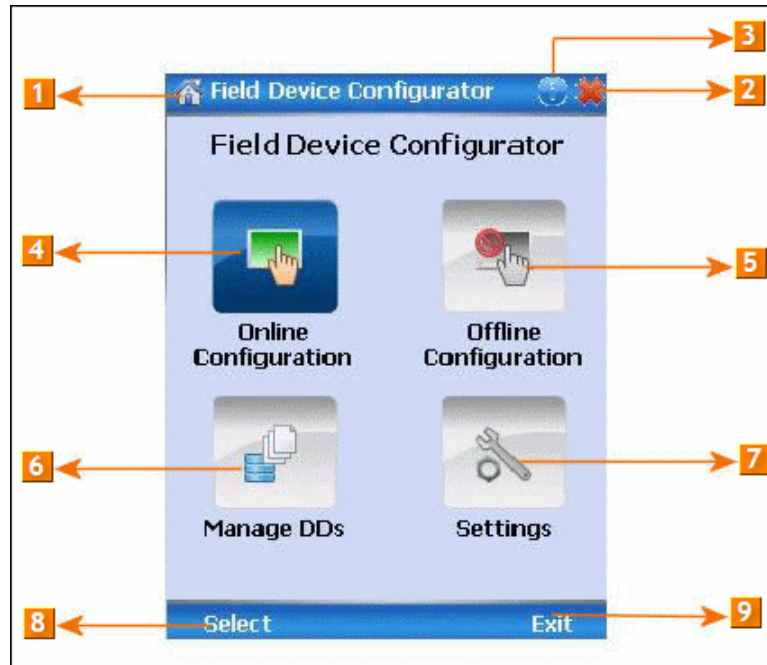 3
1 Field Device Configurator 2
Field Device Configurator
4 5
Online Configuration
Offline Configuration
6 7
Manage DDs Settings
8 Select Exit 9